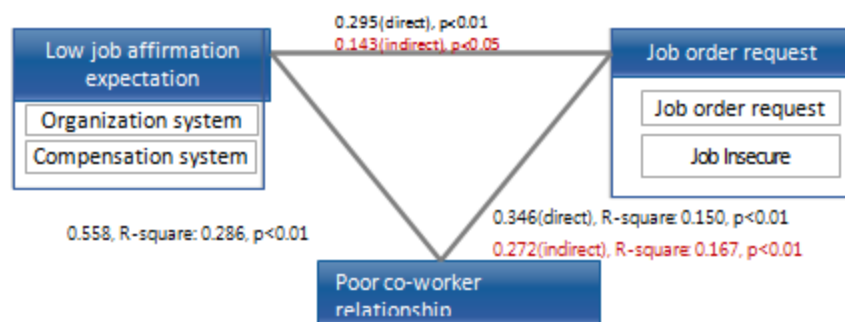 0.295(direct), p<0.01
0.143(indirect), p<0.05
Low job affirmation
expectation
Job order request
Organization system
Compensation system
Job order request
Job Insecure
0.346(direct), R-square: 0.150, p<0.01
0.558, R-square: 0.286, p<0.01
0.272(indirect), R-square: 0.167, p<0.01
Poor co-worker
relationship